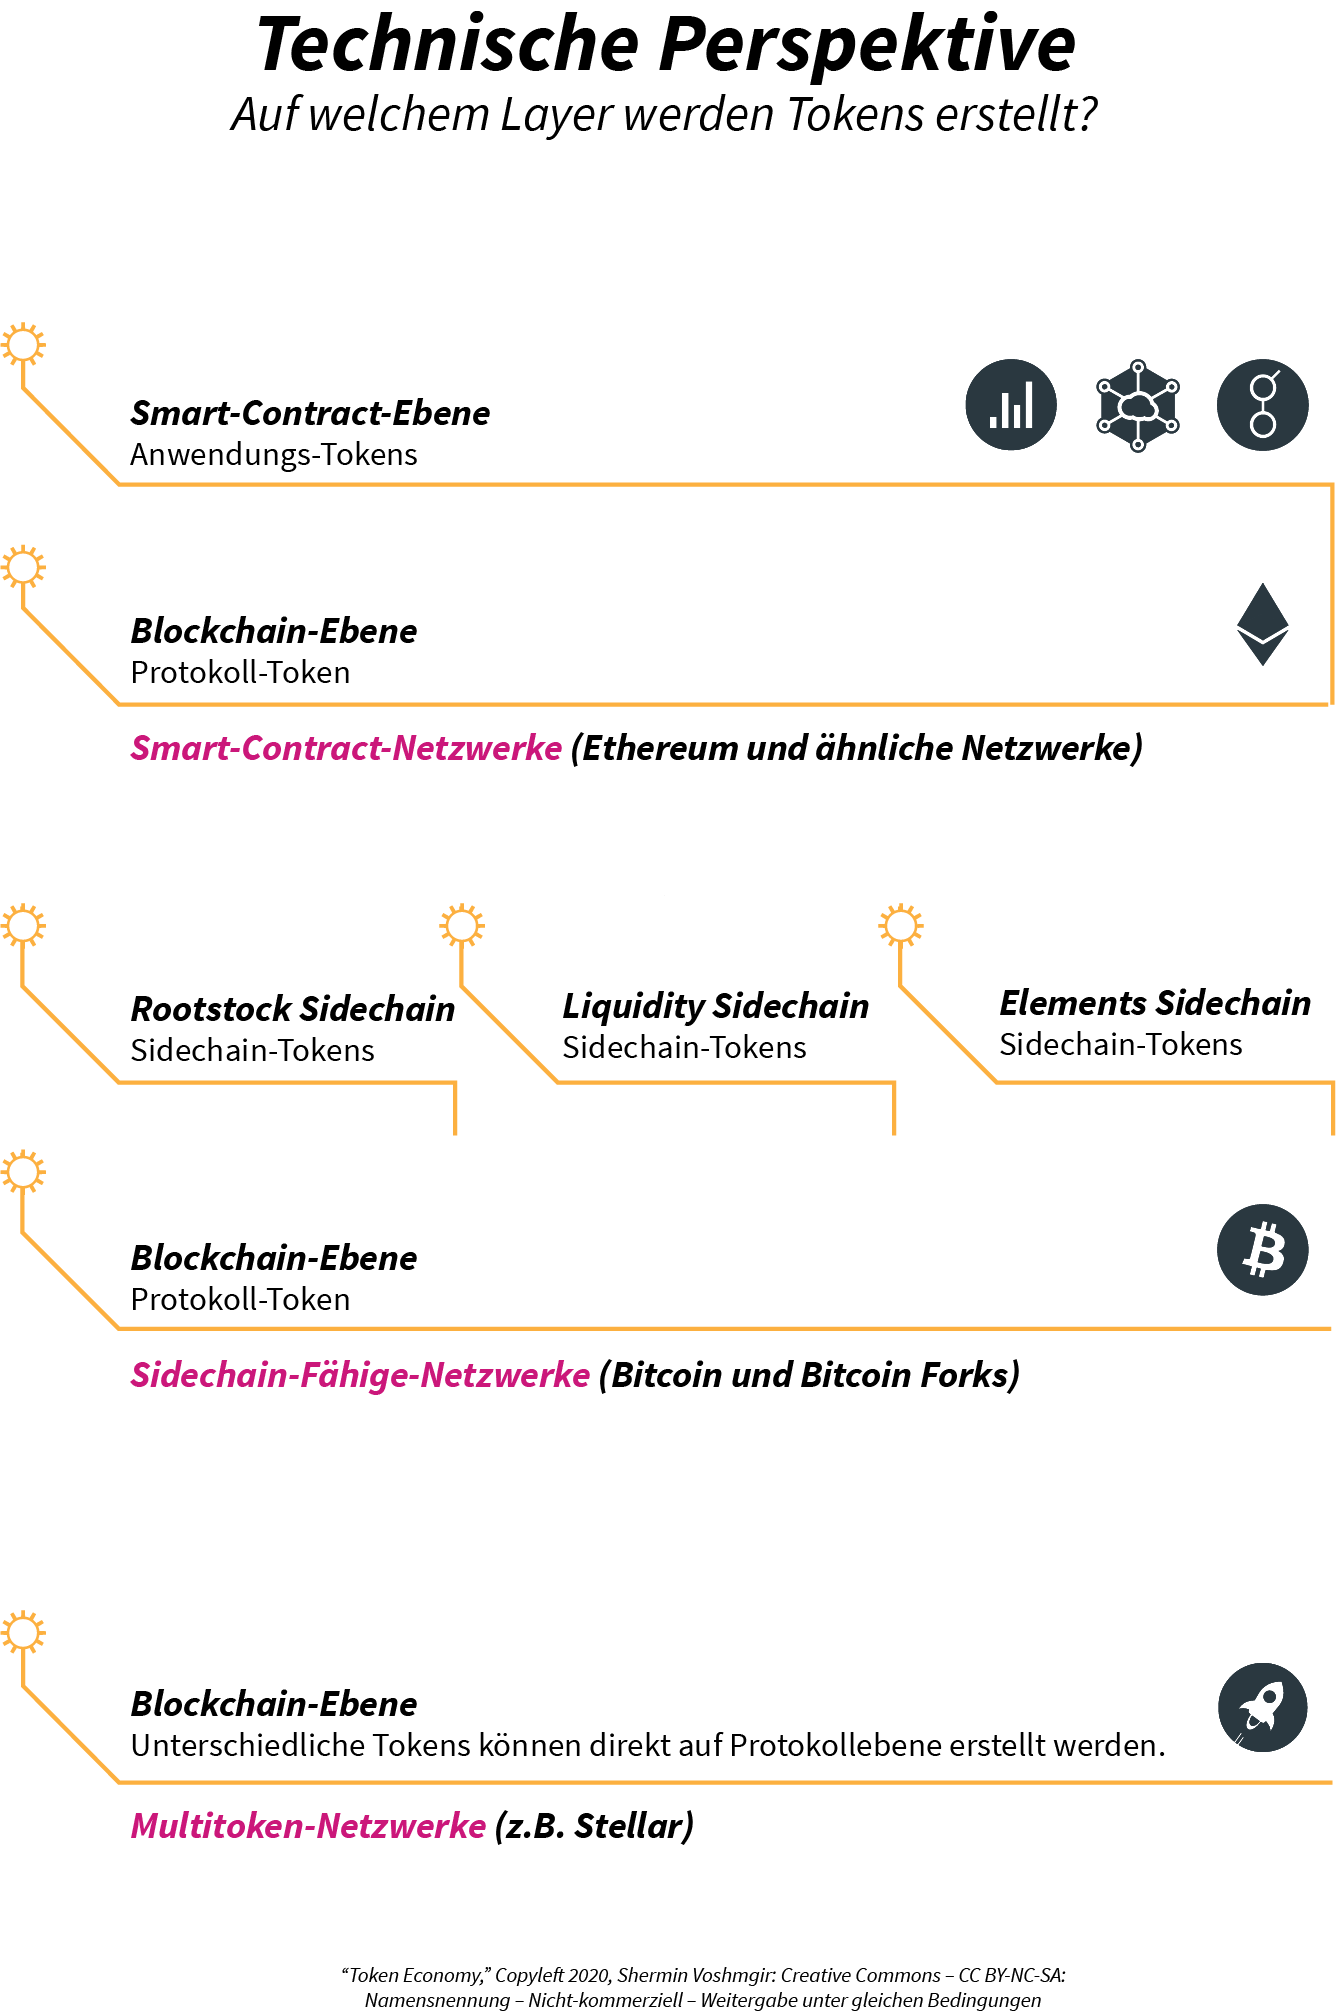 Technische Perspektive
Auf welchem Layer werden Tokens erstellt?
Smart-Contract-Ebene
Anwendungs-Tokens
Blockchain-Ebene
Protokoll-Token
Smart-Contract-Netzwerke (Ethereum und ähnliche Netzwerke)
Rootstock Sidechain
Sidechain-Tokens
Liquidity Sidechain
Sidechain-Tokens
Elements Sidechain
Sidechain-Tokens
Blockchain-Ebene
Protokoll-Token
Sidechain-Fähige-Netzwerke (Bitcoin und Bitcoin Forks)
Blockchain-Ebene
Unterschiedliche Tokens können direkt auf Protokollebene erstellt werden.
Multitoken-Netzwerke (z.B. Stellar)
“Token Economy,” Copyleft 2020, Shermin Voshmgir: Creative Commons – CC BY-NC-SA:
Namensnennung – Nicht-kommerziell – Weitergabe unter gleichen Bedingungen